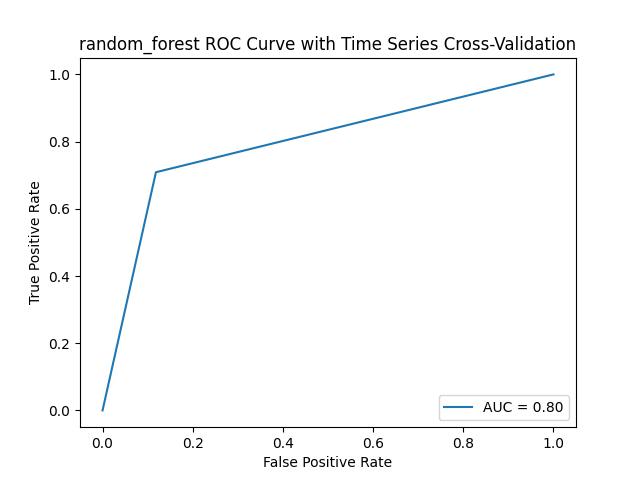 random_forest ROC Curve with Time Series Cross-Validation
1.0
0.8
0.6
0.4
0.2
0.0
True Positive Rate
0.0 0.2 0.4 0.6 0.8 1.0
False Positive Rate
AUC = 0.80